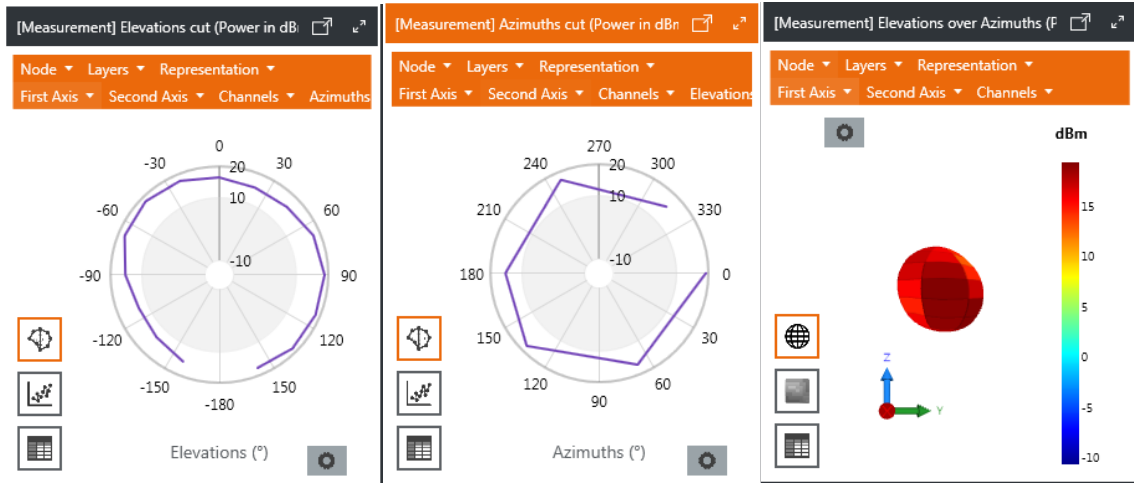 [Measurement] Elevations cut (Power in dBi
Node Layers Representation
First Axis Second Axis Channels Azimuths
0
-30 30
20
10
-60 60
-10
-90 90
-120 120
-150 150
-180
Elevations (°)
[Measurement] Azimuths cut (Power in dBm
Node Layers Representation
First Axis Second Axis Channels Elevations
270
240 300
20
10
210 330
-10
180 0
150 30
120 60
90
Azimuths (°)
[Measurement] Elevations over Azimuths (P
Node Layers Representation
First Axis Second Axis Channels
dBm
15
10
5
0
-5
-10
Z
Y